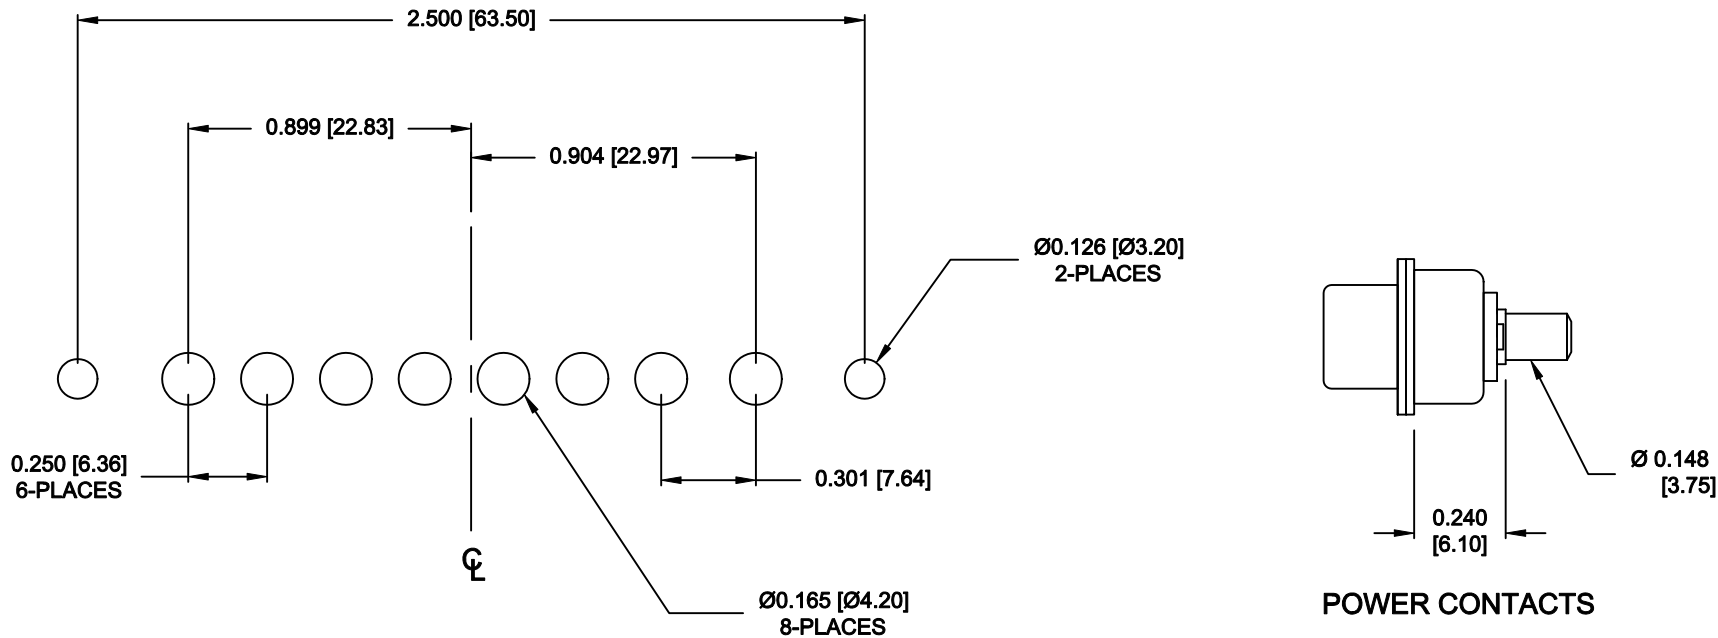 2.500 [63.50]
0.899 [22.83]
0.904 [22.97]
Ø0.126 [Ø3.20]
2-PLACES
0.250 [6.36]
6-PLACES
0.301 [7.64]
Ø 0.148
[3.75]
0.240
[6.10]
℄
Ø0.165 [Ø4.20]
8-PLACES
POWER CONTACTS